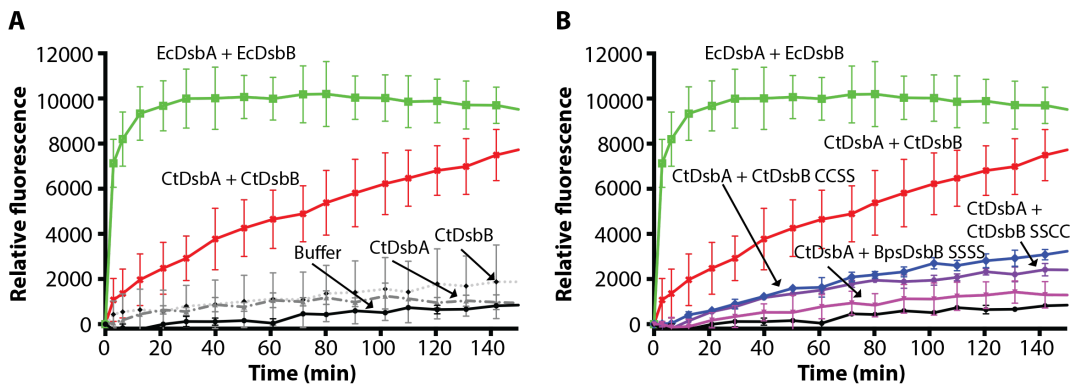 A
12000
10000
8000
6000
4000
2000
0
Relative fluorescence
EcDsbA + EcDsbB
CtDsbA + CtDsbB
Buffer
CtDsbA
CtDsbB
0 20 40 60 80 100 120 140
Time (min)
B
12000
10000
8000
6000
4000
2000
0
Relative fluorescence
EcDsbA + EcDsbB
CtDsbA + CtDsbB
CtDsbA + CtDsbB CCSS
CtDsbA +
CtDsbB SSCC
CtDsbA + BpsDsbB SSSS
0 20 40 60 80 100 120 140
Time (min)